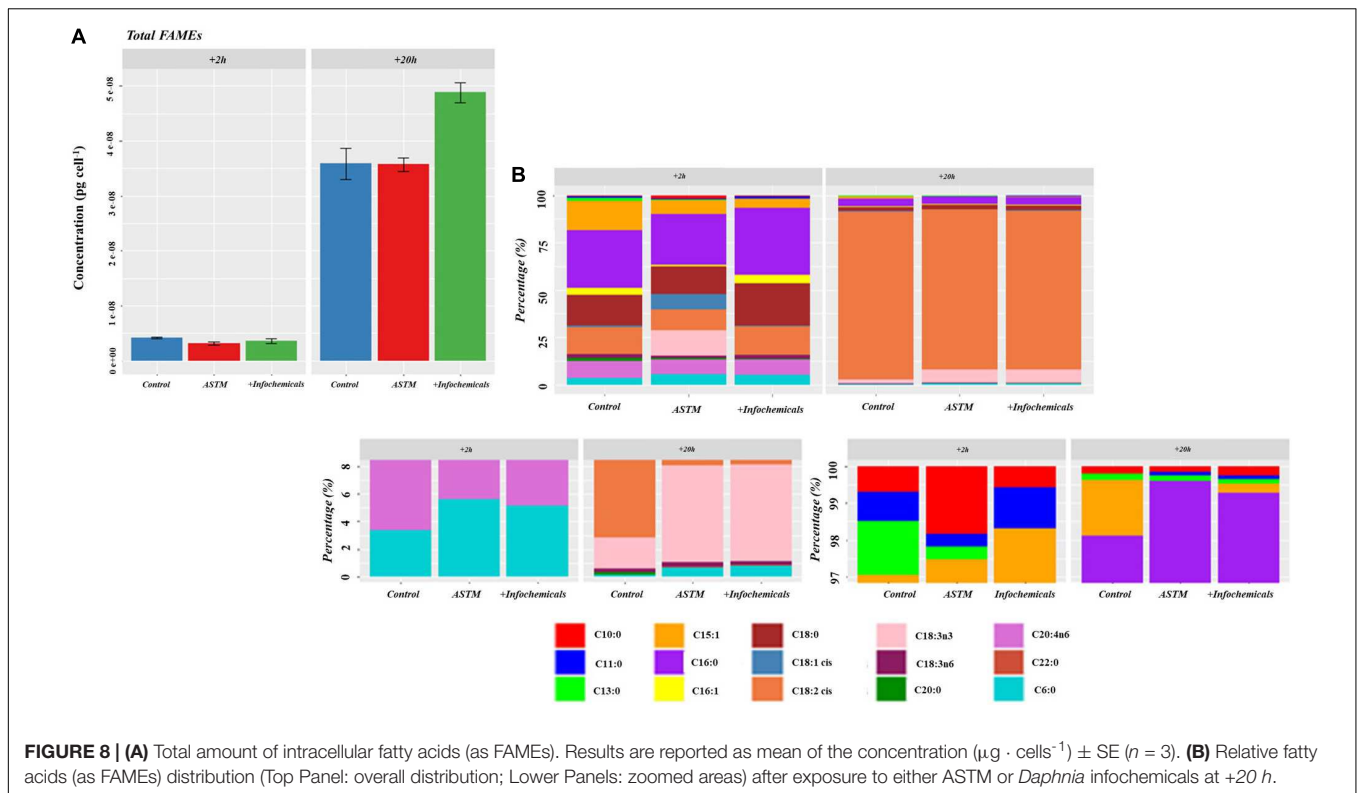 A
Total FAMEs
+2h
+20h
Concentration (pg cell-1)
5 e-08
4 e-08
3 e-08
2 e-08
1 e-08
0 e+00
Control
ASTM
+Infochemicals
Control
ASTM
+Infochemicals
B
+2h
+20h
Percentage (%)
100
75
50
25
0
Control
ASTM
+Infochemicals
Control
ASTM
+Infochemicals
+2h
+20h
Percentage (%)
8
6
4
2
0
Control
ASTM
+Infochemicals
Control
ASTM
+Infochemicals
+2h
+20h
Percentage (%)
100
99
98
97
Control
ASTM
Infochemicals
Control
ASTM
+Infochemicals
C10:0 C15:1 C18:0 C18:3n3 C20:4n6
C11:0 C16:0 C18:1 cis C18:3n6 C22:0
C13:0 C16:1 C18:2 cis C20:0 C6:0
FIGURE 8 | (A) Total amount of intracellular fatty acids (as FAMEs). Results are reported as mean of the concentration (μg · cells-1) ± SE (n = 3). (B) Relative fatty
acids (as FAMEs) distribution (Top Panel: overall distribution; Lower Panels: zoomed areas) after exposure to either ASTM or Daphnia infochemicals at +20 h.